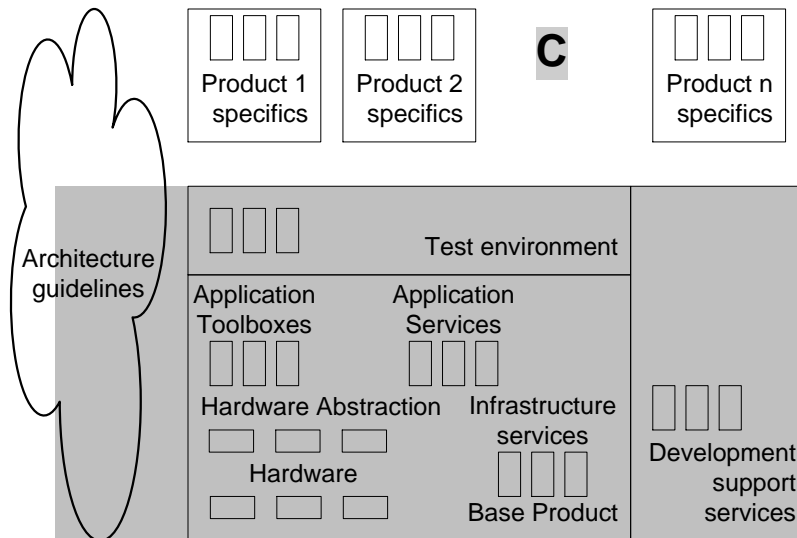 Product 1
specifics
Product 2
specifics
C
Product n
specifics
Architecture
guidelines
Test environment
Application
Toolboxes
Application
Services
Hardware Abstraction
Hardware
Infrastructure
services
Base Product
Development
support
services